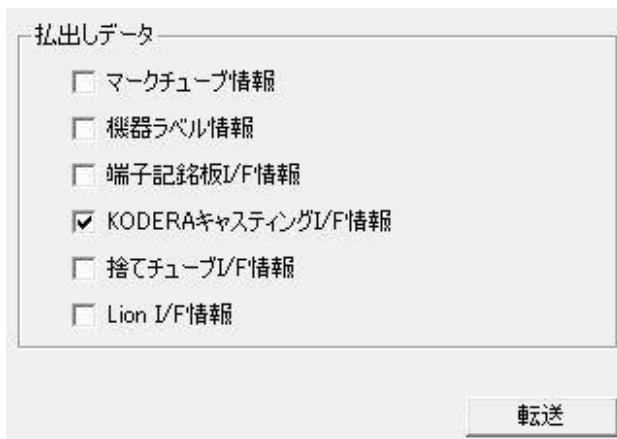 払出しデータ
マークチューブ情報
機器ラベル情報
端子記銘板I/F情報
KODERAキャスティングI/F情報
捨てチューブI/F情報
Lion I/F情報
転送